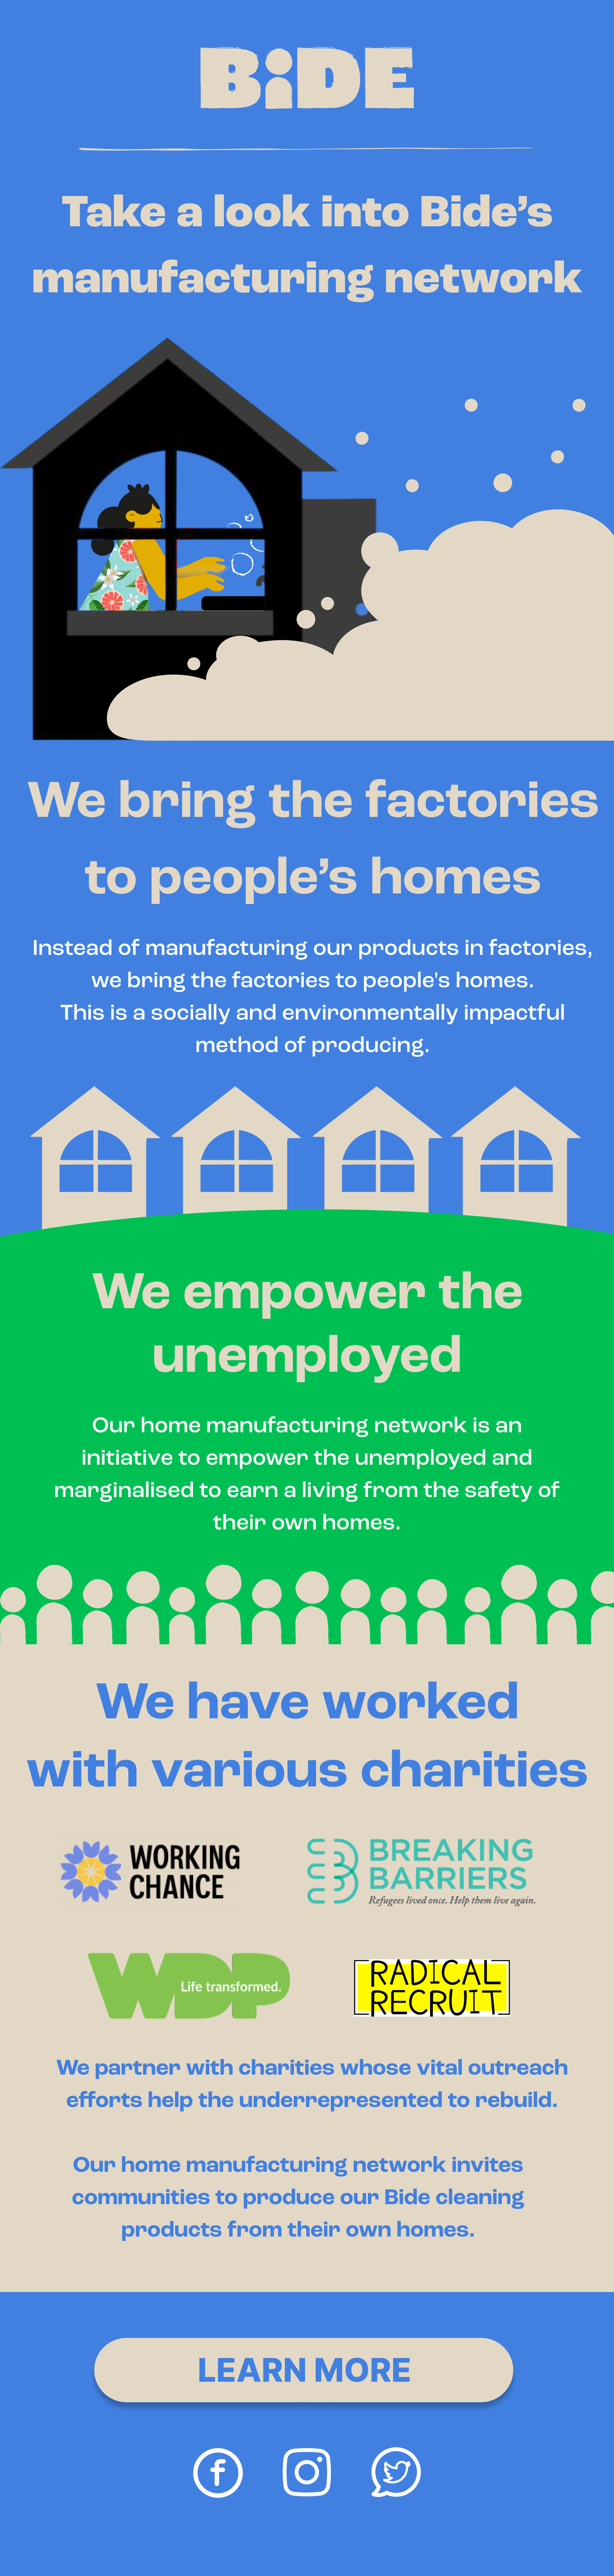 BiDE
Take a look into Bide’s
manufacturing network
We bring the factories
to people’s homes
Instead of manufacturing our products in factories,
we bring the factories to people's homes.
This is a socially and environmentally impactful
method of producing.
We empower the
unemployed
Our home manufacturing network is an
initiative to empower the unemployed and
marginalised to earn a living from the safety of
their own homes.
We have worked
with various charities
WORKING
CHANCE
BREAKING
BARRIERS
Refugees lived once. Help them live again.
WDP
Life transformed.
RADICAL
RECRUIT
We partner with charities whose vital outreach
efforts help the underrepresented to rebuild.
Our home manufacturing network invites
communities to produce our Bide cleaning
products from their own homes.
LEARN MORE